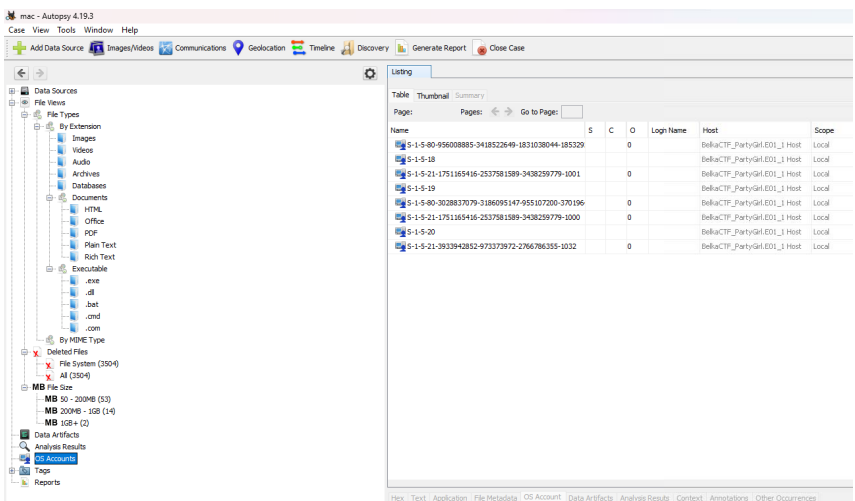 mac - Autopsy 4.19.3
Case View Tools Window Help
Add Data Source Images/Videos Communications Geolocation Timeline Discovery Generate Report Close Case
Data Sources
File Views
File Types
By Extension
Images
Videos
Audio
Archives
Databases
Documents
HTML
Office
PDF
Plain Text
Rich Text
Executable
.exe
.dll
.bat
.cmd
.com
By MIME Type
Deleted Files
File System (3504)
All (3504)
MB File Size
MB 50 - 200MB (53)
MB 200MB - 1GB (14)
MB 1GB+ (2)
Data Artifacts
Analysis Results
OS Accounts
Tags
Reports
Listing
Table Thumbnail Summary
Page: Pages: Go to Page:
Name S C O Login Name Host Scope
S-1-5-80-956008885-3418522649-1831038044-185329 0 BelkaCTF_PartyGirl.E01_1 Host Local
S-1-5-18 BelkaCTF_PartyGirl.E01_1 Host Local
S-1-5-21-1751165416-2537581589-3438259779-1001 0 BelkaCTF_PartyGirl.E01_1 Host Local
S-1-5-19 BelkaCTF_PartyGirl.E01_1 Host Local
S-1-5-80-3028837079-3186095147-955107200-370196 0 BelkaCTF_PartyGirl.E01_1 Host Local
S-1-5-21-1751165416-2537581589-3438259779-1000 0 BelkaCTF_PartyGirl.E01_1 Host Local
S-1-5-20 BelkaCTF_PartyGirl.E01_1 Host Local
S-1-5-21-3933942852-973373972-2766786355-1032 0 BelkaCTF_PartyGirl.E01_1 Host Local
Hex Text Application File Metadata OS Account Data Artifacts Analysis Results Context Annotations Other Occurrences